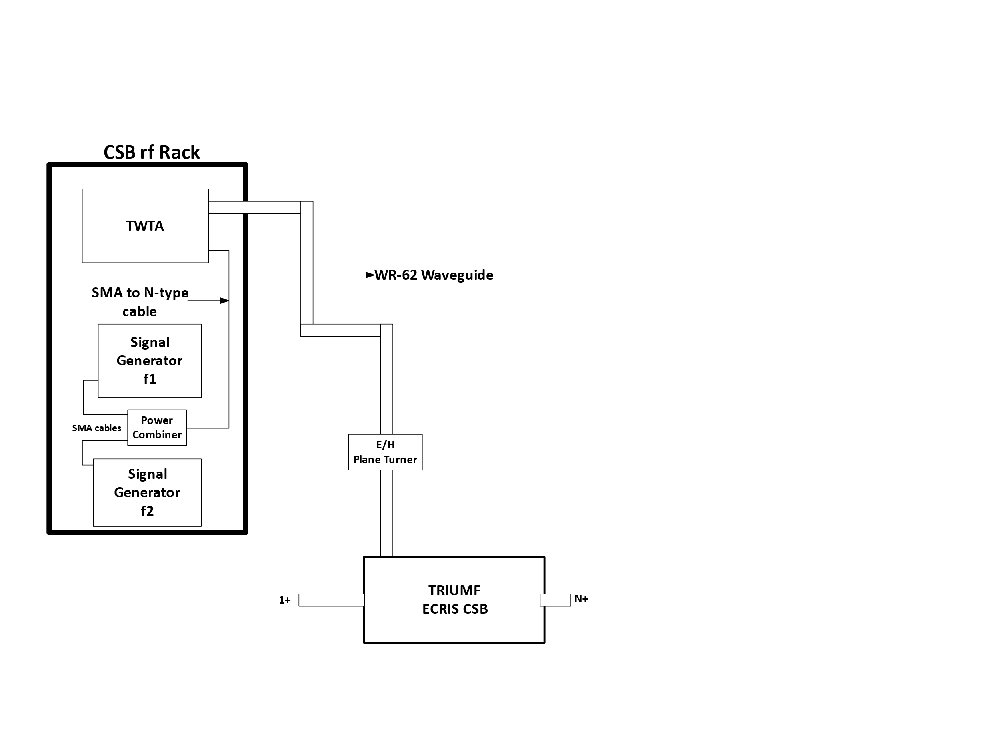 CSB rf Rack
TWTA
WR-62 Waveguide
SMA to N-type
cable
Signal
Generator
f1
Power
Combiner
SMA cables
E/H
Plane Turner
Signal
Generator
f2
TRIUMF
ECRIS CSB
1+
N+